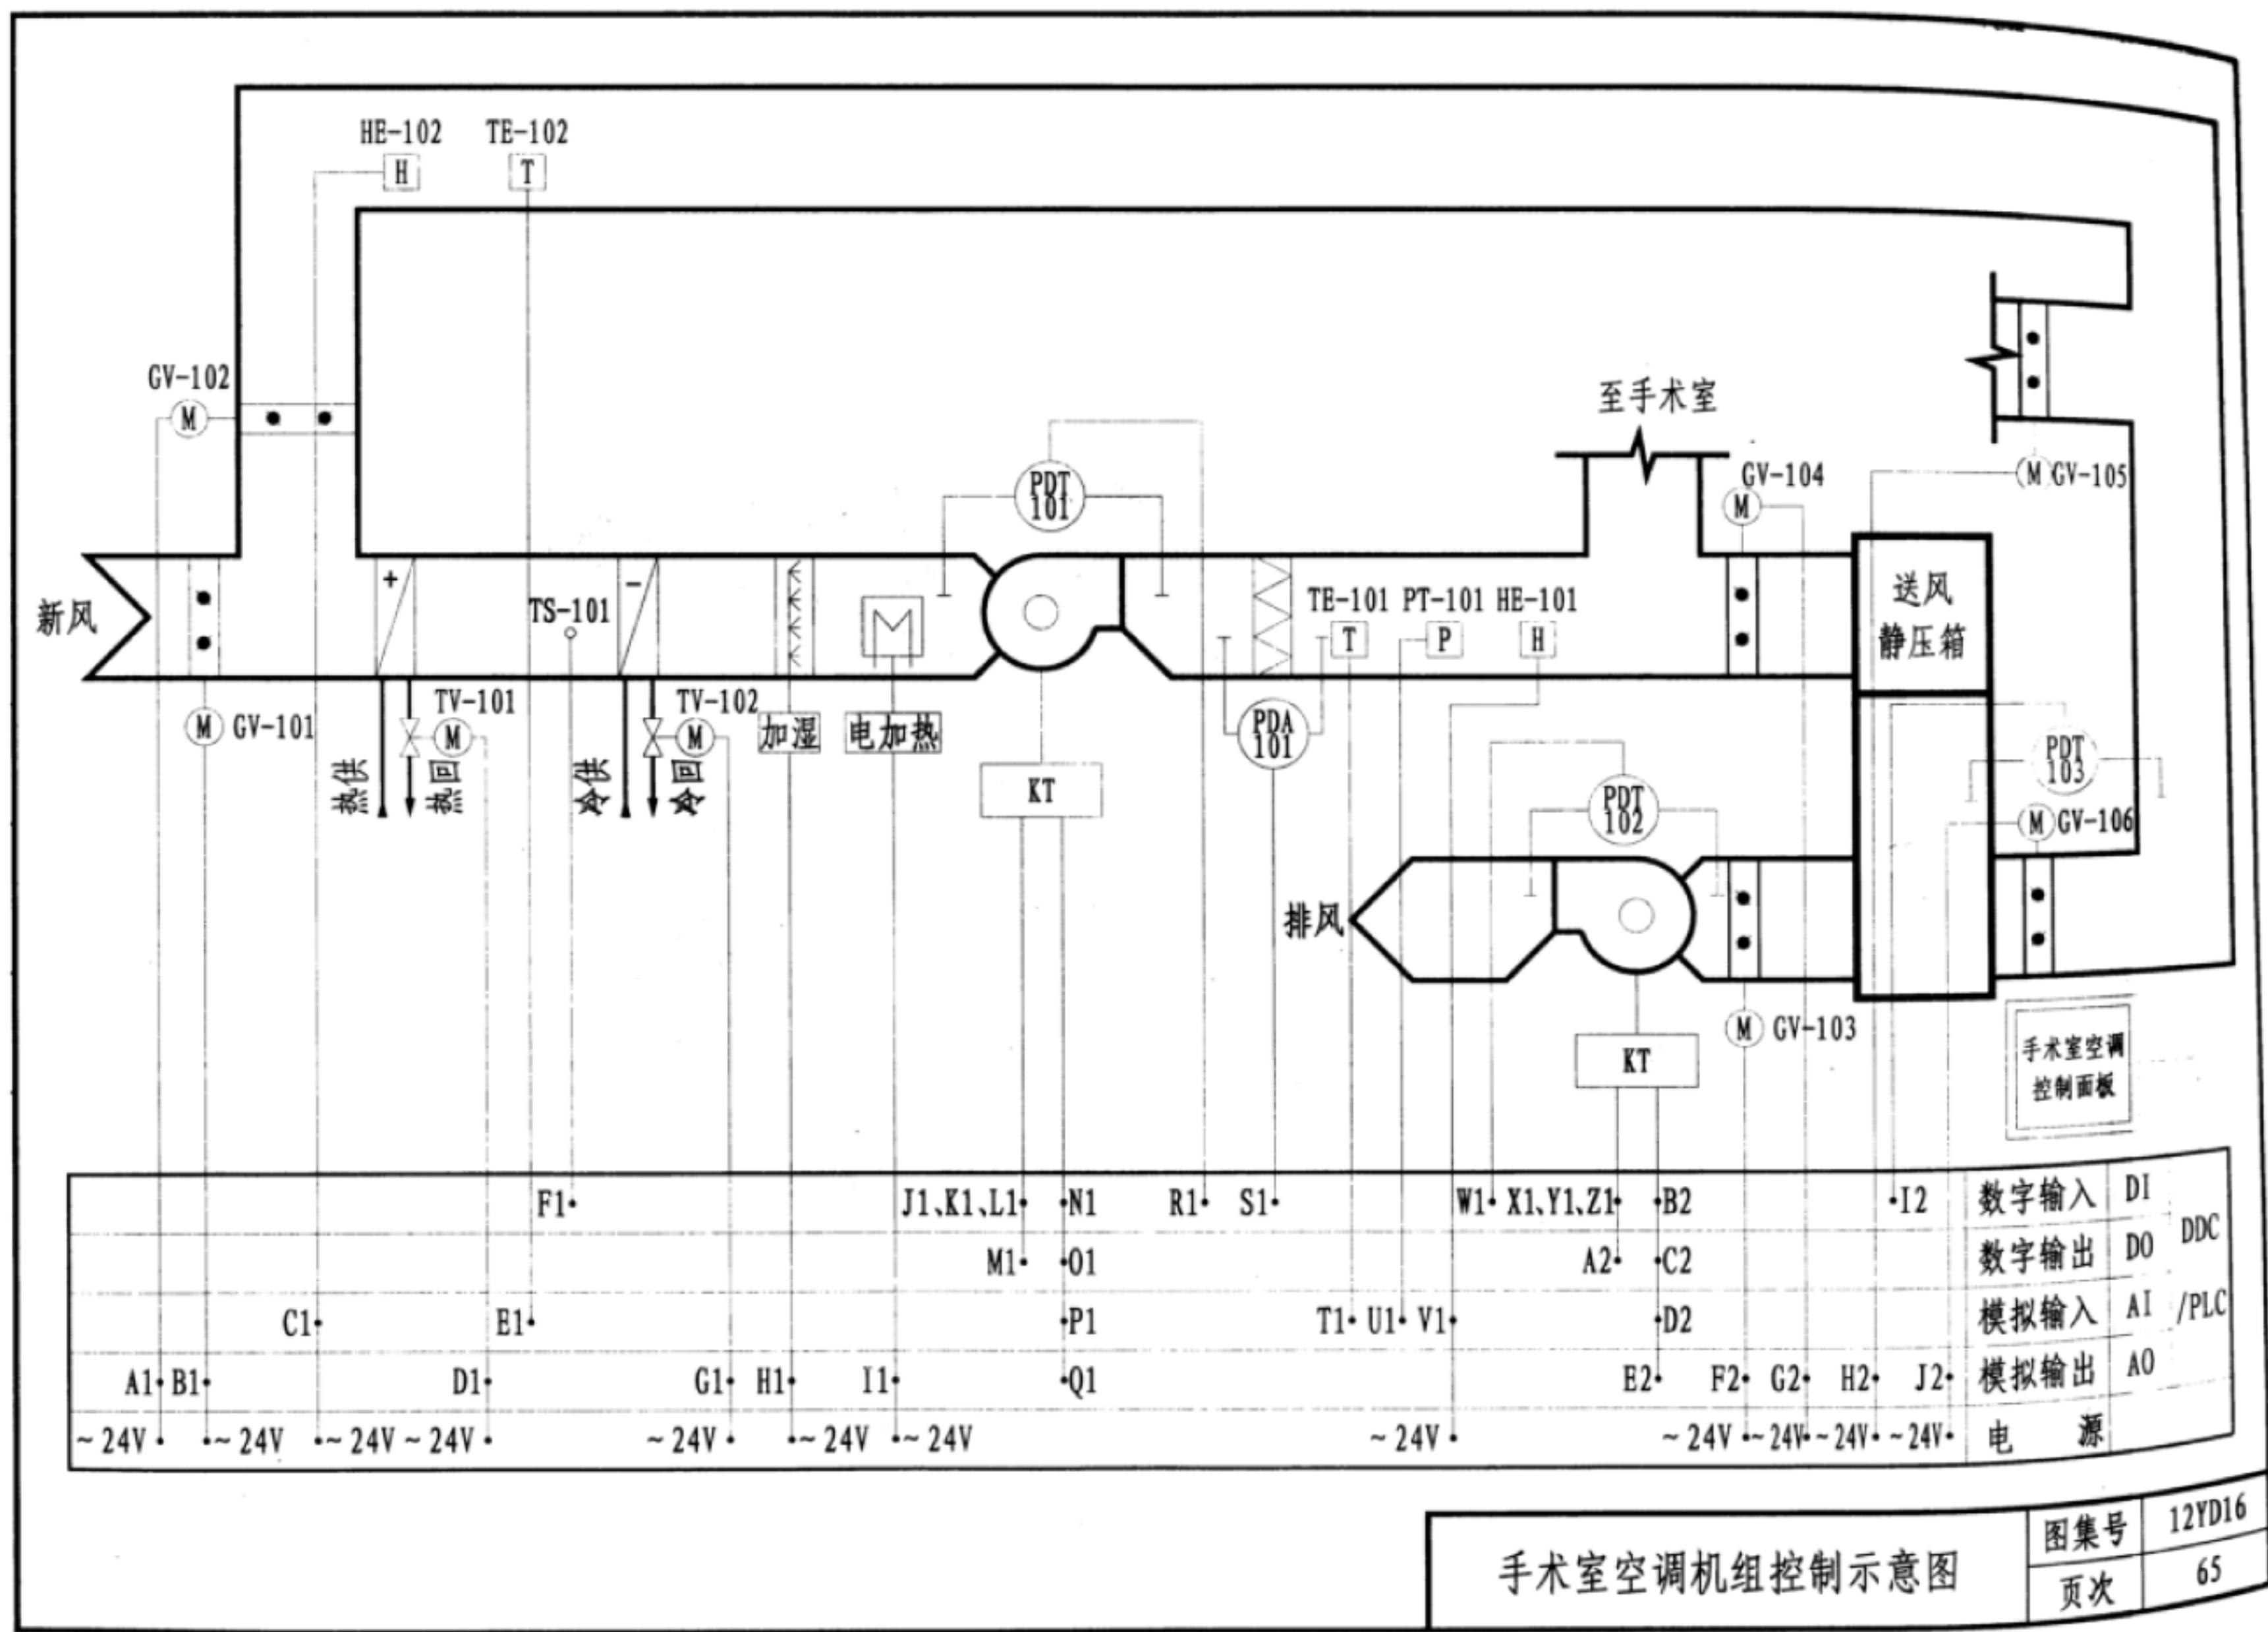 HE-102 TE-102
H T
GV-102
M
至手术室
GV-104
M
M GV-105
PDT
101
新风
+
TS-101
-
TE-101 PT-101 HE-101
T P H
送风
静压箱
M GV-101
TV-101
M
热供
热回
TV-102
M
冷供
冷回
加湿
电加热
KT
PDA
101
PDT
102
PDT
103
M GV-106
排风
M GV-103
KT
手术室空调
控制面板
F1 J1、K1、L1 N1 R1 S1 W1 X1、Y1、Z1 B2 I2 数字输入 DI
M1 O1 A2 C2 数字输出 DO
DDC
/PLC
C1 E1 P1 T1 U1 V1 D2 模拟输入 AI
A1 B1 D1 G1 H1 I1 Q1 E2 F2 G2 H2 J2 模拟输出 AO
~24V ~24V ~24V ~24V ~24V ~24V ~24V ~24V ~24V ~24V ~24V ~24V 电 源
手术室空调机组控制示意图
图集号 12YD16
页次 65